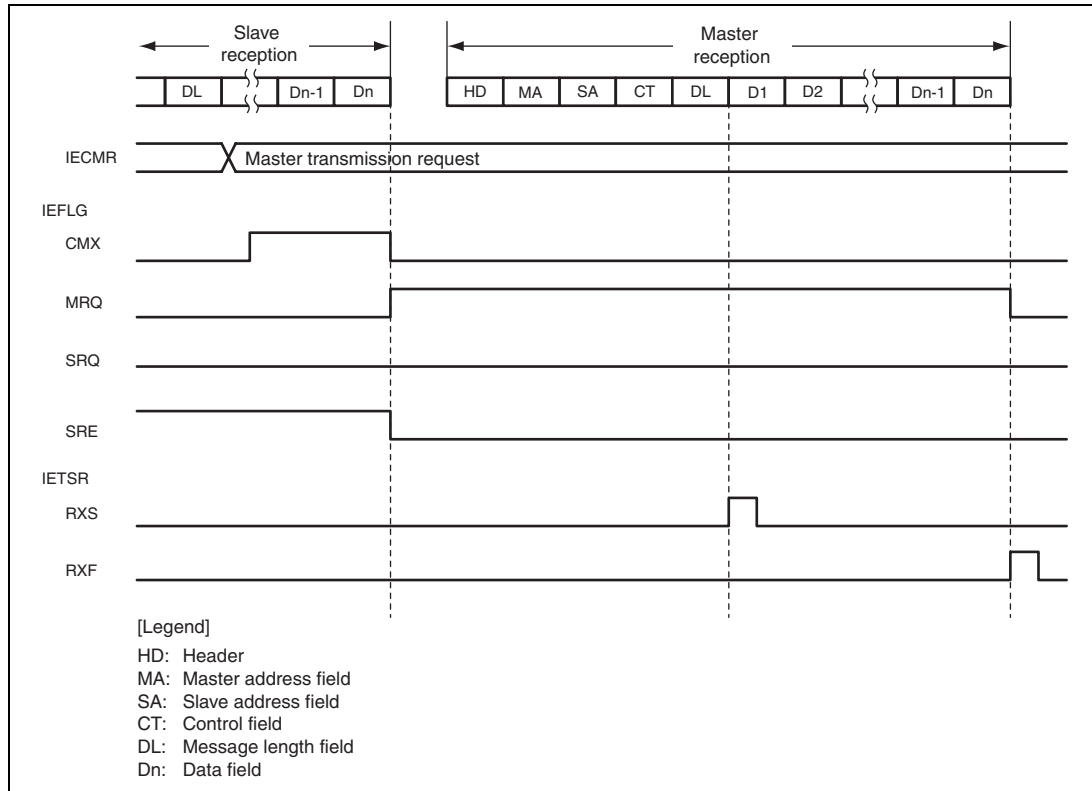 Slave
reception
Master
reception
DL Dn-1 Dn HD MA SA CT DL D1 D2 Dn-1 Dn
IECMR Master transmission request
IEFLG
CMX
MRQ
SRQ
SRE
IETSR
RXS
RXF
[Legend]
HD: Header
MA: Master address field
SA: Slave address field
CT: Control field
DL: Message length field
Dn: Data field